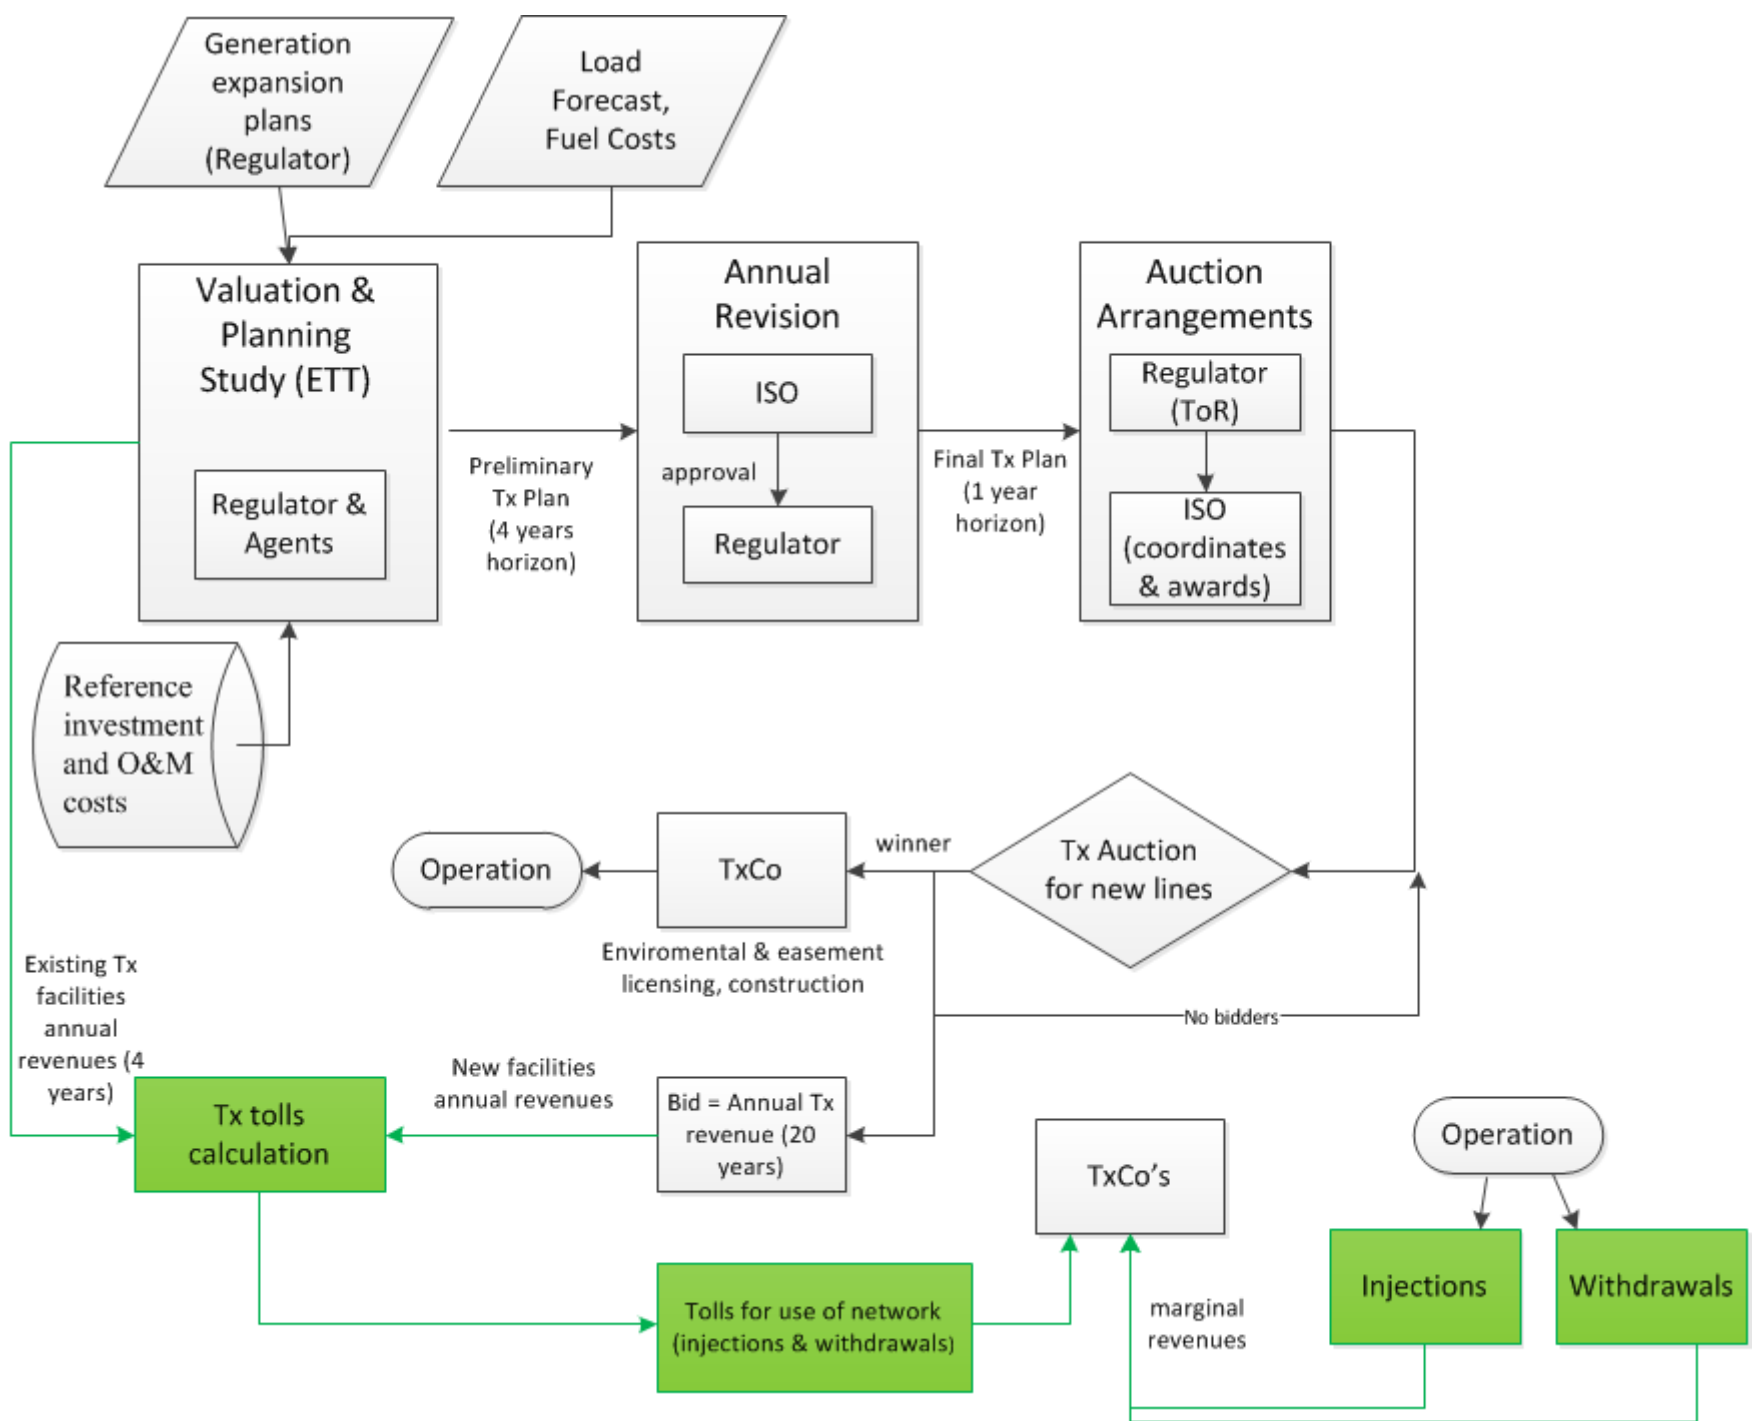 Generation
expansion
plans
(Regulator)
Load
Forecast,
Fuel Costs
Valuation &
Planning
Study (ETT)
Regulator &
Agents
Preliminary
Tx Plan
(4 years
horizon)
Annual
Revision
ISO
approval
Regulator
Final Tx Plan
(1 year
horizon)
Auction
Arrangements
Regulator
(ToR)
ISO
(coordinates
& awards)
Reference
investment
and O&M
costs
Operation
TxCo
winner
Tx Auction
for new lines
Enviromental & easement
licensing, construction
No bidders
Existing Tx
facilities
annual
revenues (4
years)
Tx tolls
calculation
New facilities
annual revenues
Bid = Annual Tx
revenue (20
years)
TxCo's
Operation
Injections
Withdrawals
Tolls for use of network
(injections & withdrawals)
marginal
revenues